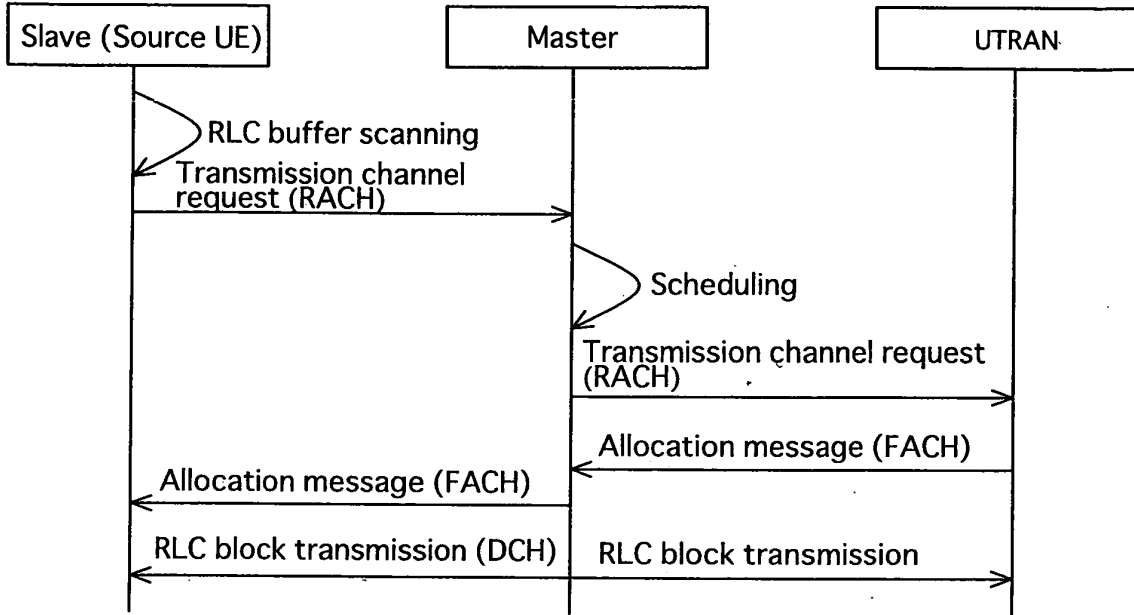 Slave (Source UE)
Master
UTRAN
RLC buffer scanning
Transmission channel
request (RACH)
Scheduling
Transmission channel request
(RACH)
Allocation message (FACH)
Allocation message (FACH)
RLC block transmission (DCH)
RLC block transmission